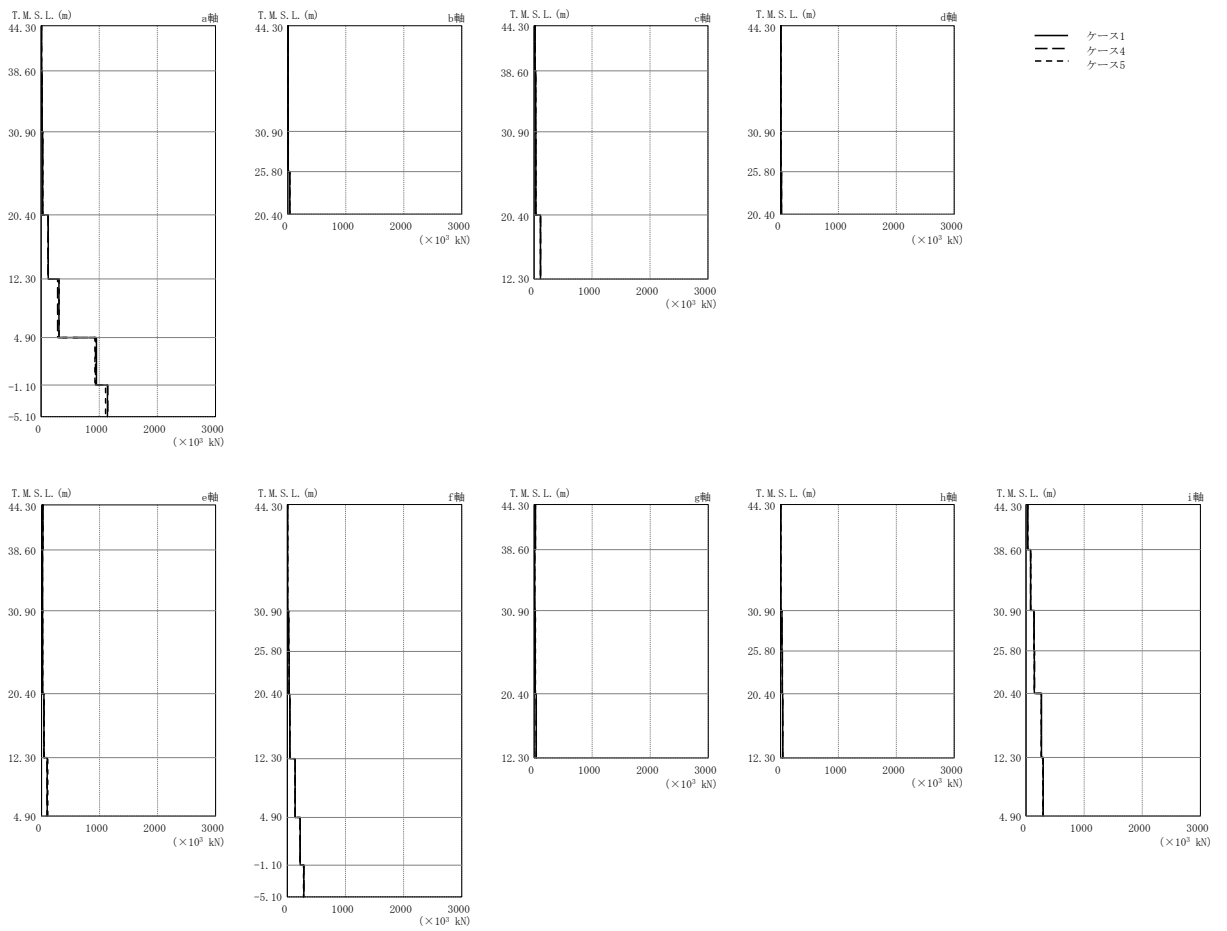 T.M.S.L.(m) a軸
44.30
38.60
30.90
20.40
12.30
4.90
-1.10
-5.10
0 1000 2000 3000
(×10³ kN)
T.M.S.L.(m) b軸
44.30
30.90
25.80
20.40
0 1000 2000 3000
(×10³ kN)
T.M.S.L.(m) c軸
44.30
38.60
30.90
20.40
12.30
0 1000 2000 3000
(×10³ kN)
T.M.S.L.(m) d軸
44.30
30.90
25.80
20.40
0 1000 2000 3000
(×10³ kN)
ケース1
ケース4
ケース5
T.M.S.L.(m) e軸
44.30
38.60
30.90
20.40
12.30
4.90
0 1000 2000 3000
(×10³ kN)
T.M.S.L.(m) f軸
44.30
30.90
25.80
20.40
12.30
4.90
-1.10
-5.10
0 1000 2000 3000
(×10³ kN)
T.M.S.L.(m) g軸
44.30
38.60
30.90
20.40
12.30
0 1000 2000 3000
(×10³ kN)
T.M.S.L.(m) h軸
44.30
30.90
25.80
20.40
12.30
0 1000 2000 3000
(×10³ kN)
T.M.S.L.(m) i軸
44.30
38.60
30.90
25.80
20.40
12.30
4.90
0 1000 2000 3000
(×10³ kN)